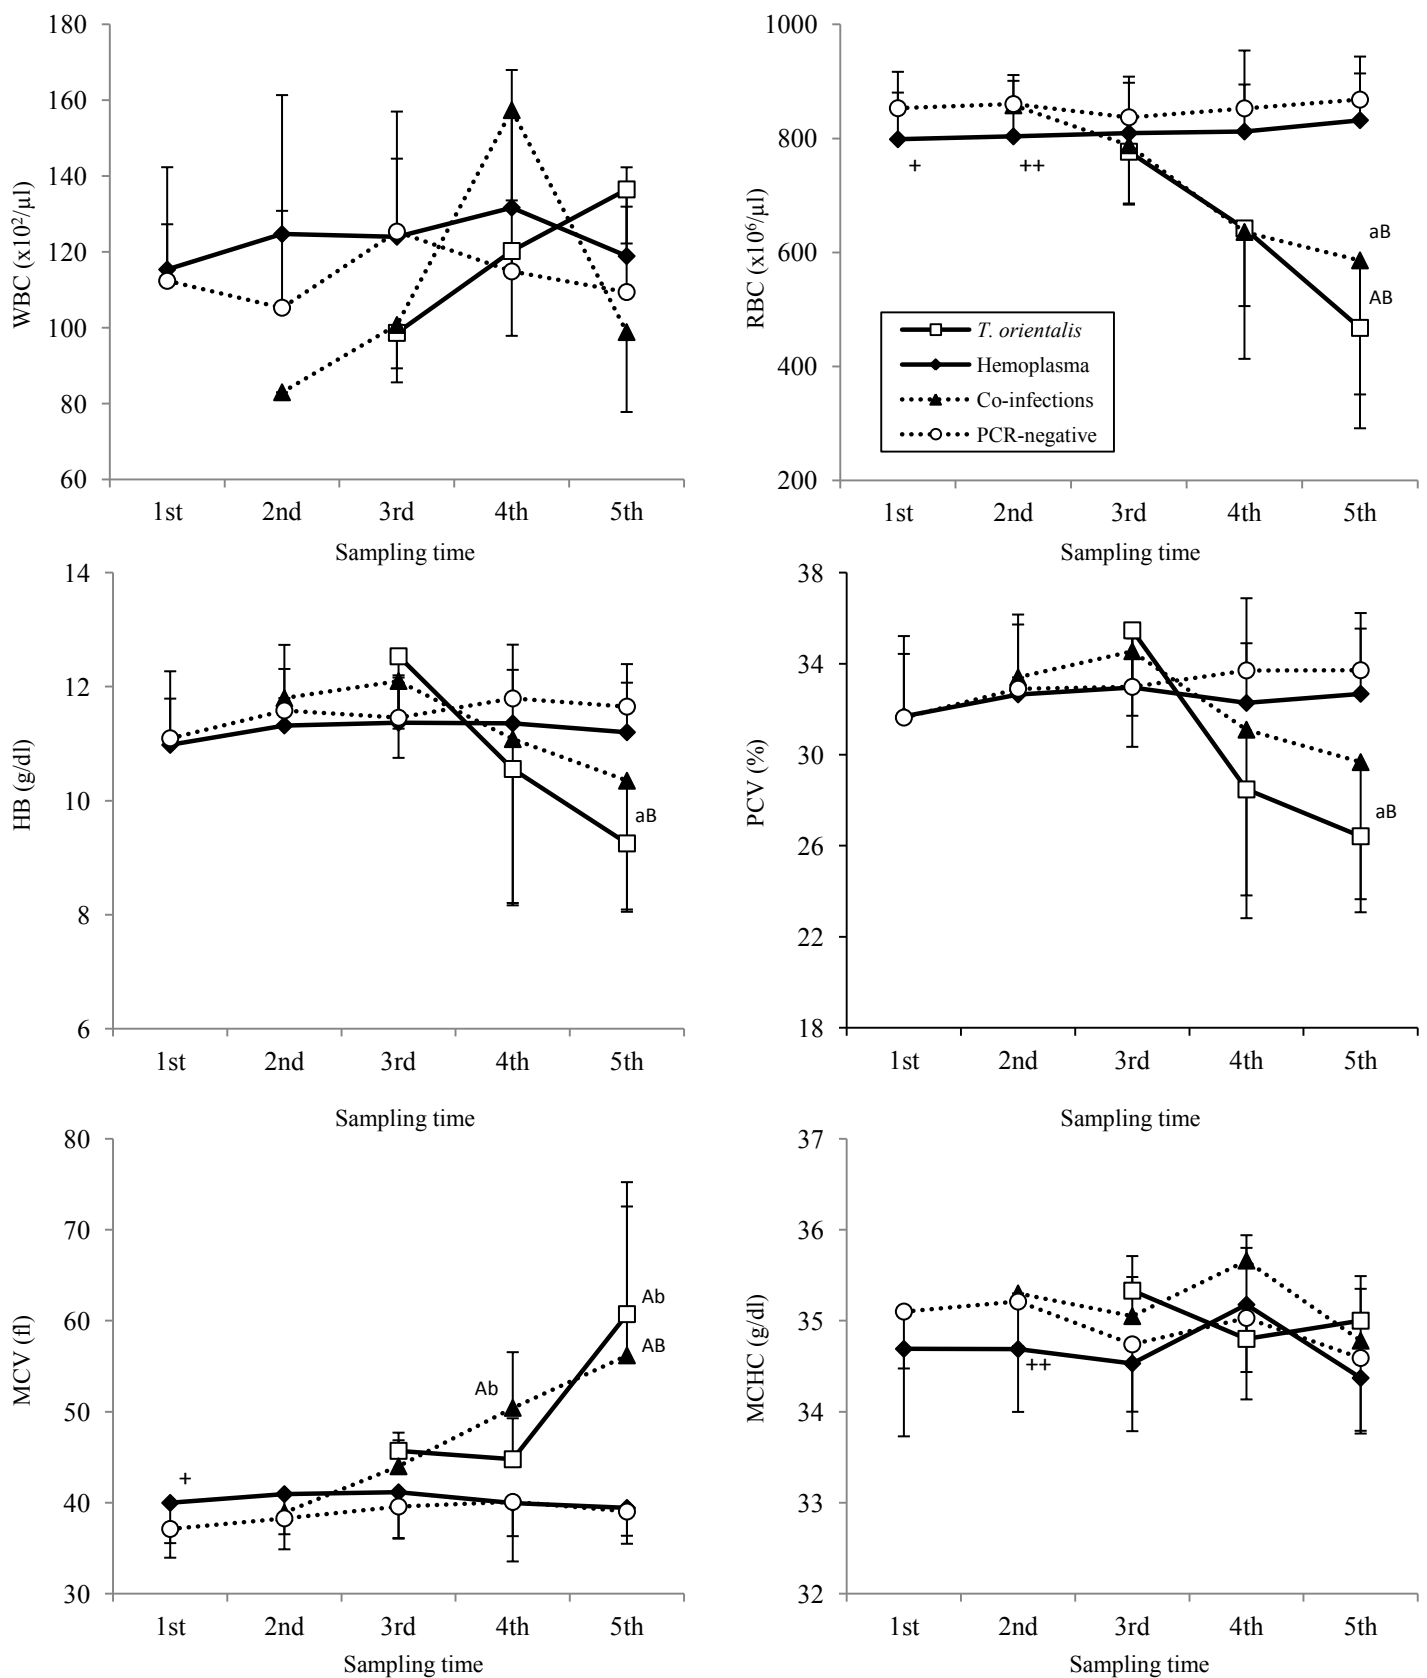 180
160
140
120
100
80
60
WBC (x10²/µl)
1st 2nd 3rd 4th 5th
Sampling time
1000
800
600
400
200
RBC (x10⁶/µl)
+
++
aB
AB
T. orientalis
Hemoplasma
Co-infections
PCR-negative
1st 2nd 3rd 4th 5th
Sampling time
14
12
10
8
6
HB (g/dl)
aB
1st 2nd 3rd 4th 5th
Sampling time
38
34
30
26
22
18
PCV (%)
aB
1st 2nd 3rd 4th 5th
Sampling time
80
70
60
50
40
30
MCV (fl)
Ab
AB
Ab
+
1st 2nd 3rd 4th 5th
Sampling time
37
36
35
34
33
32
MCHC (g/dl)
++
1st 2nd 3rd 4th 5th
Sampling time